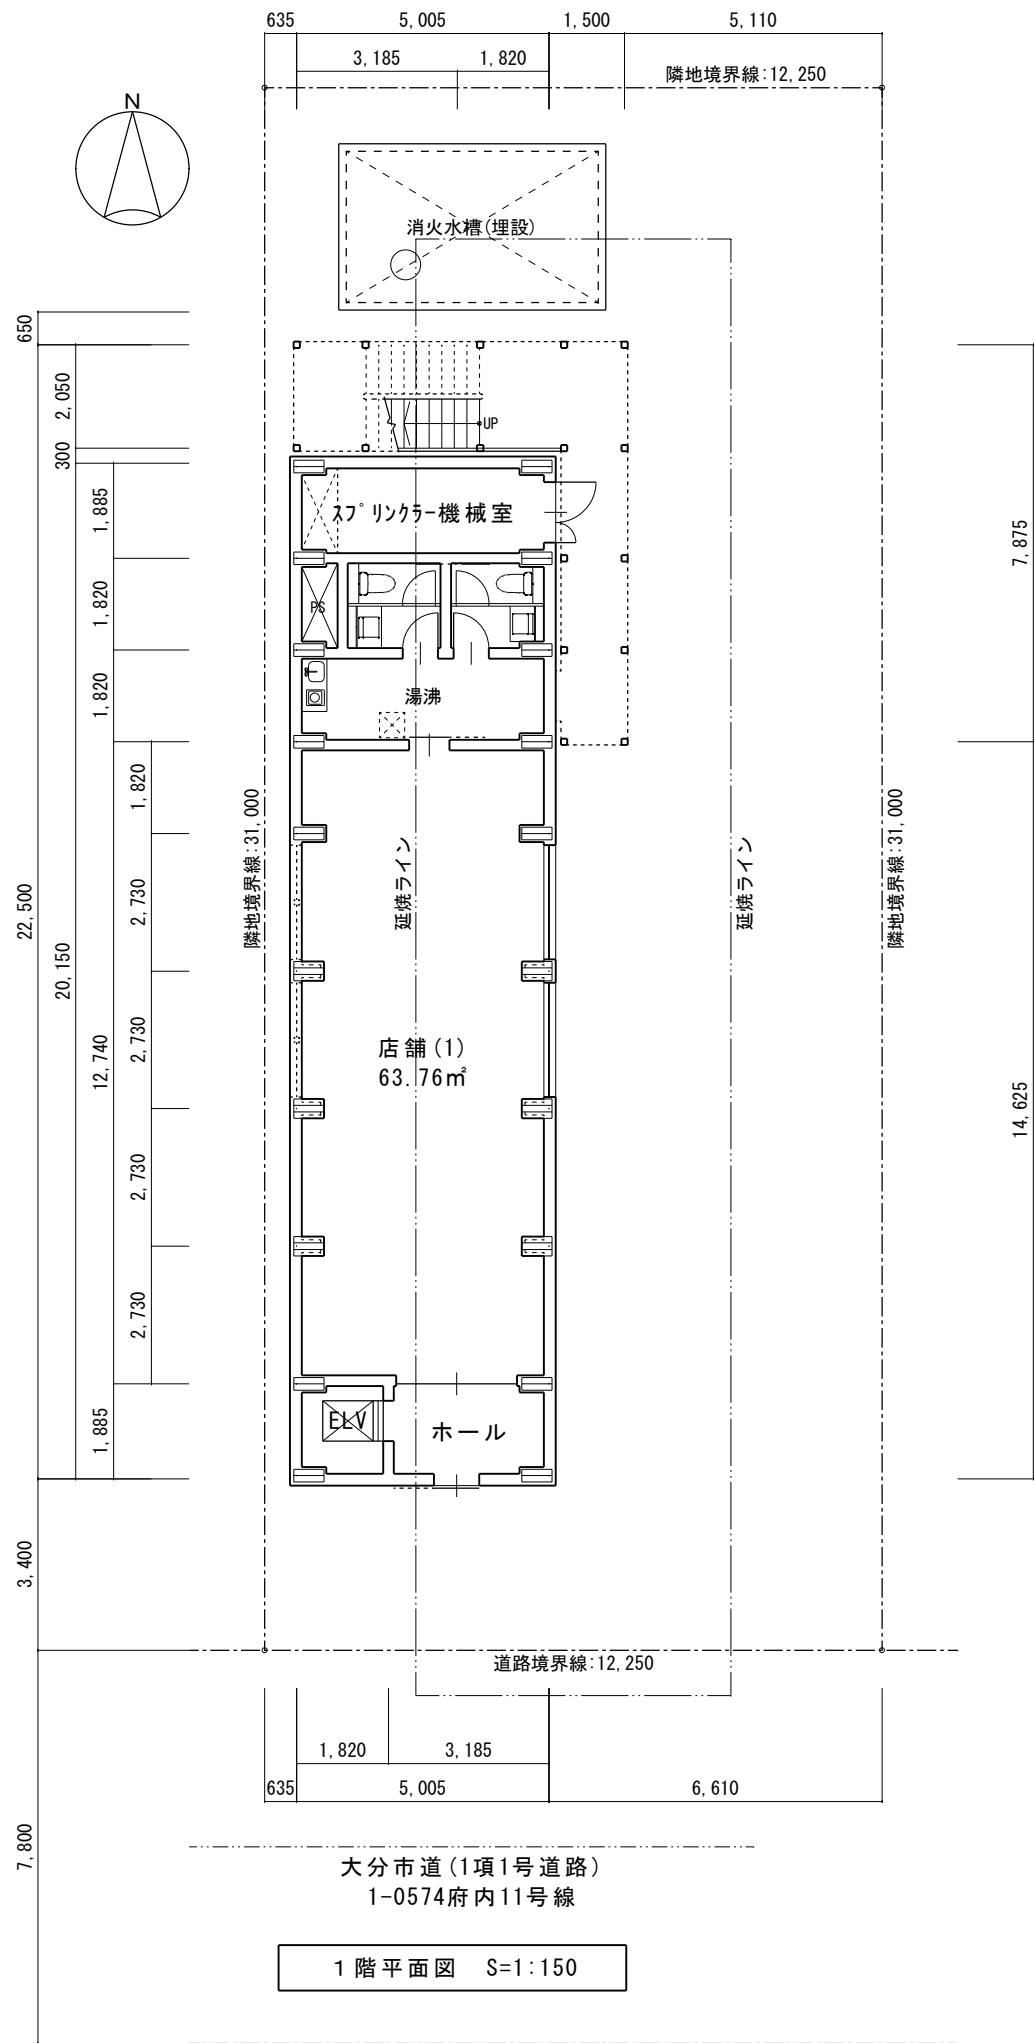 635
5,005
1,500
5,110
3,185
1,820
隣地境界線:12,250
N
消火水槽(埋設)
650
2,050
300
UP
1,885
スプリンクラー機械室
7,875
1,820
PS
1,820
湯沸
1,820
隣地境界線:31,000
延焼ライン
延焼ライン
隣地境界線:31,000
22,500
20,150
2,730
12,740
2,730
店舗(1)
63.76㎡
14,625
2,730
2,730
1,885
ELV
ホール
3,400
道路境界線:12,250
1,820
3,185
635
5,005
6,610
7,800
大分市道(1項1号道路)
1-0574府内11号線
1階平面図 S=1:150